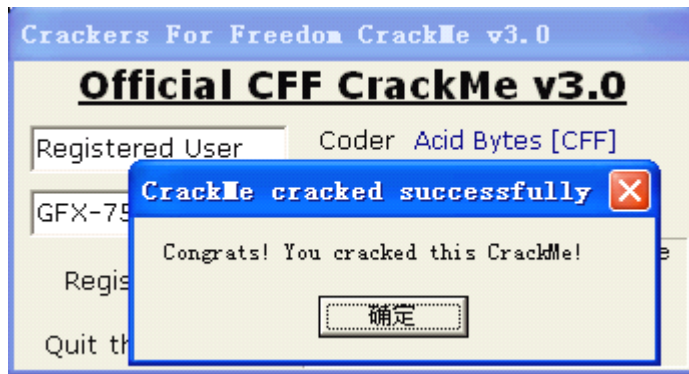 Crackers For Freedom CrackMe v3.0
Official CFF CrackMe v3.0
Registered User
Coder Acid Bytes [CFF]
CrackMe cracked successfully
GFX-75
Congrats! You cracked this CrackMe!
Regis
确定
Quit th